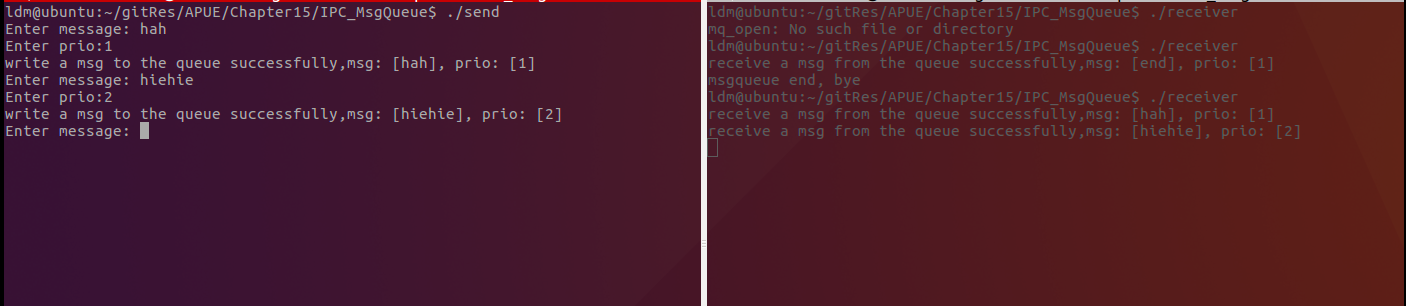 ldm@ubuntu:~/gitRes/APUE/Chapter15/IPC_MsgQueue$ ./send
Enter message: hah
Enter prio:1
write a msg to the queue successfully,msg: [hah], prio: [1]
Enter message: hiehie
Enter prio:2
write a msg to the queue successfully,msg: [hiehie], prio: [2]
Enter message:
ldm@ubuntu:~/gitRes/APUE/Chapter15/IPC_MsgQueue$ ./receiver
mq_open: No such file or directory
ldm@ubuntu:~/gitRes/APUE/Chapter15/IPC_MsgQueue$ ./receiver
receive a msg from the queue successfully,msg: [end], prio: [1]
msgqueue end, bye
ldm@ubuntu:~/gitRes/APUE/Chapter15/IPC_MsgQueue$ ./receiver
receive a msg from the queue successfully,msg: [hah], prio: [1]
receive a msg from the queue successfully,msg: [hiehie], prio: [2]